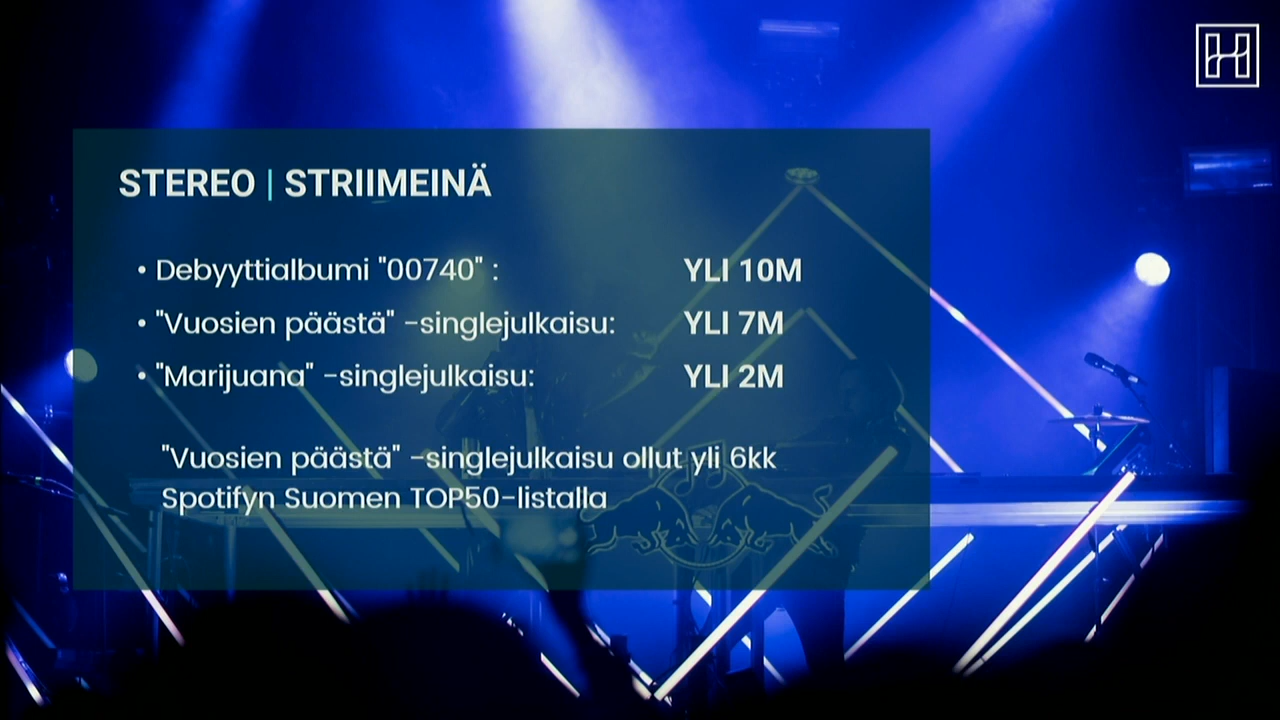 STEREO | STRIIMEINÄ
• Debyyttialbumi "00740" : YLI 10M
• "Vuosien päästä" -singlejulkaisu: YLI 7M
• "Marijuana" -singlejulkaisu: YLI 2M
"Vuosien päästä" -singlejulkaisu ollut yli 6kk
Spotifyn Suomen TOP50-listalla